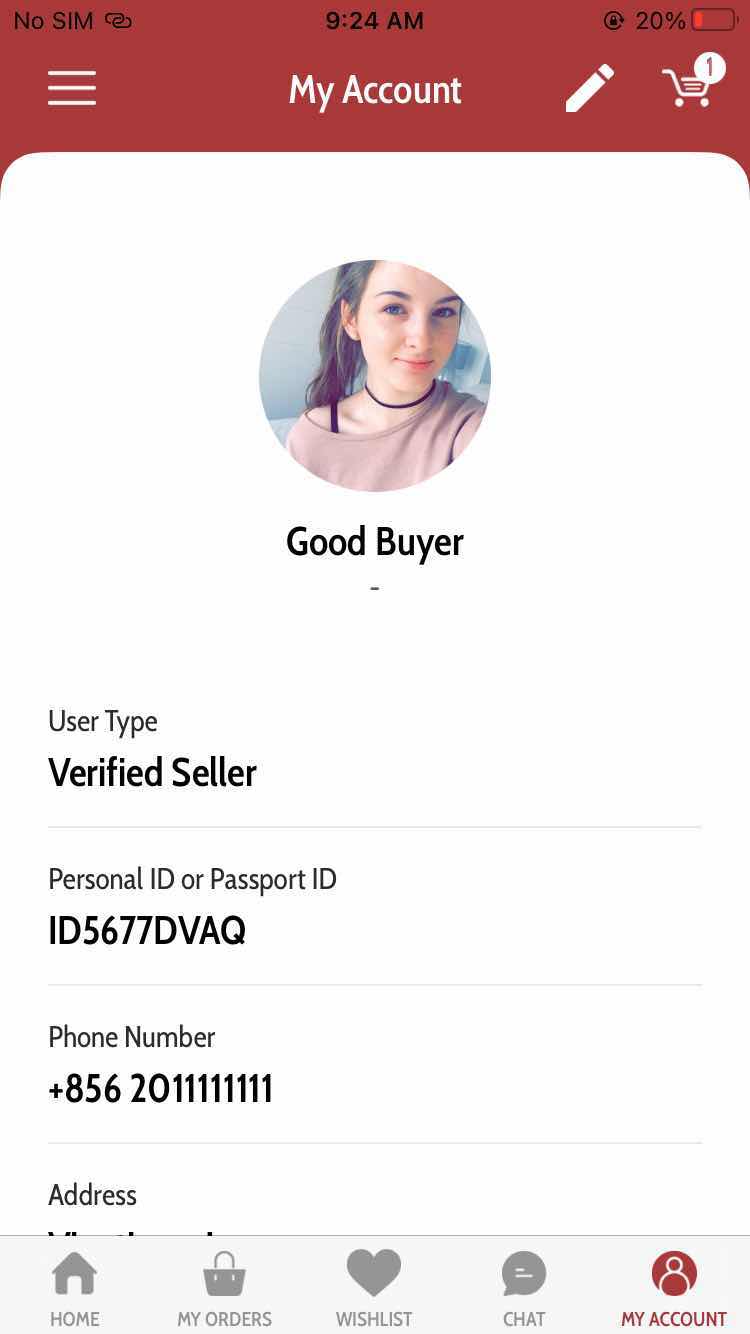 No SIM 9:24 AM 20%
My Account 1
Good Buyer
-
User Type
Verified Seller
Personal ID or Passport ID
ID5677DVAQ
Phone Number
+856 2011111111
Address
HOME MY ORDERS WISHLIST CHAT MY ACCOUNT